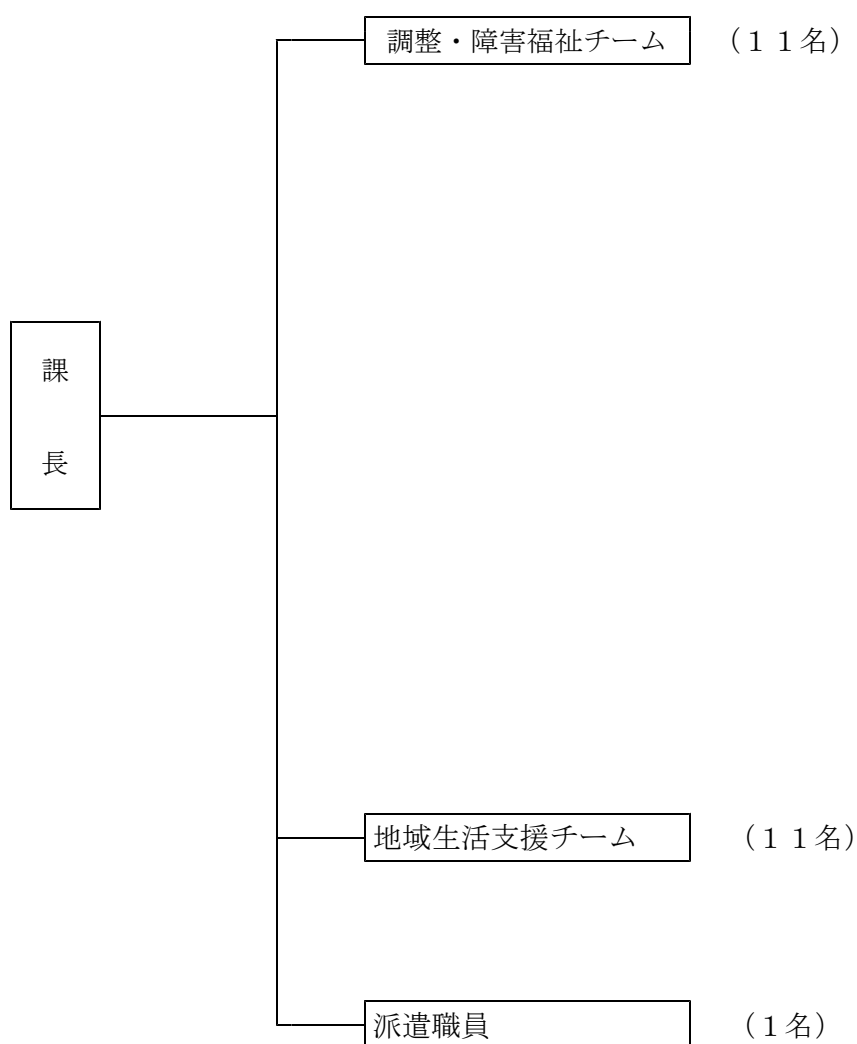 調整・障害福祉チーム （１１名）
課
長
地域生活支援チーム （１１名）
派遣職員 （１名）